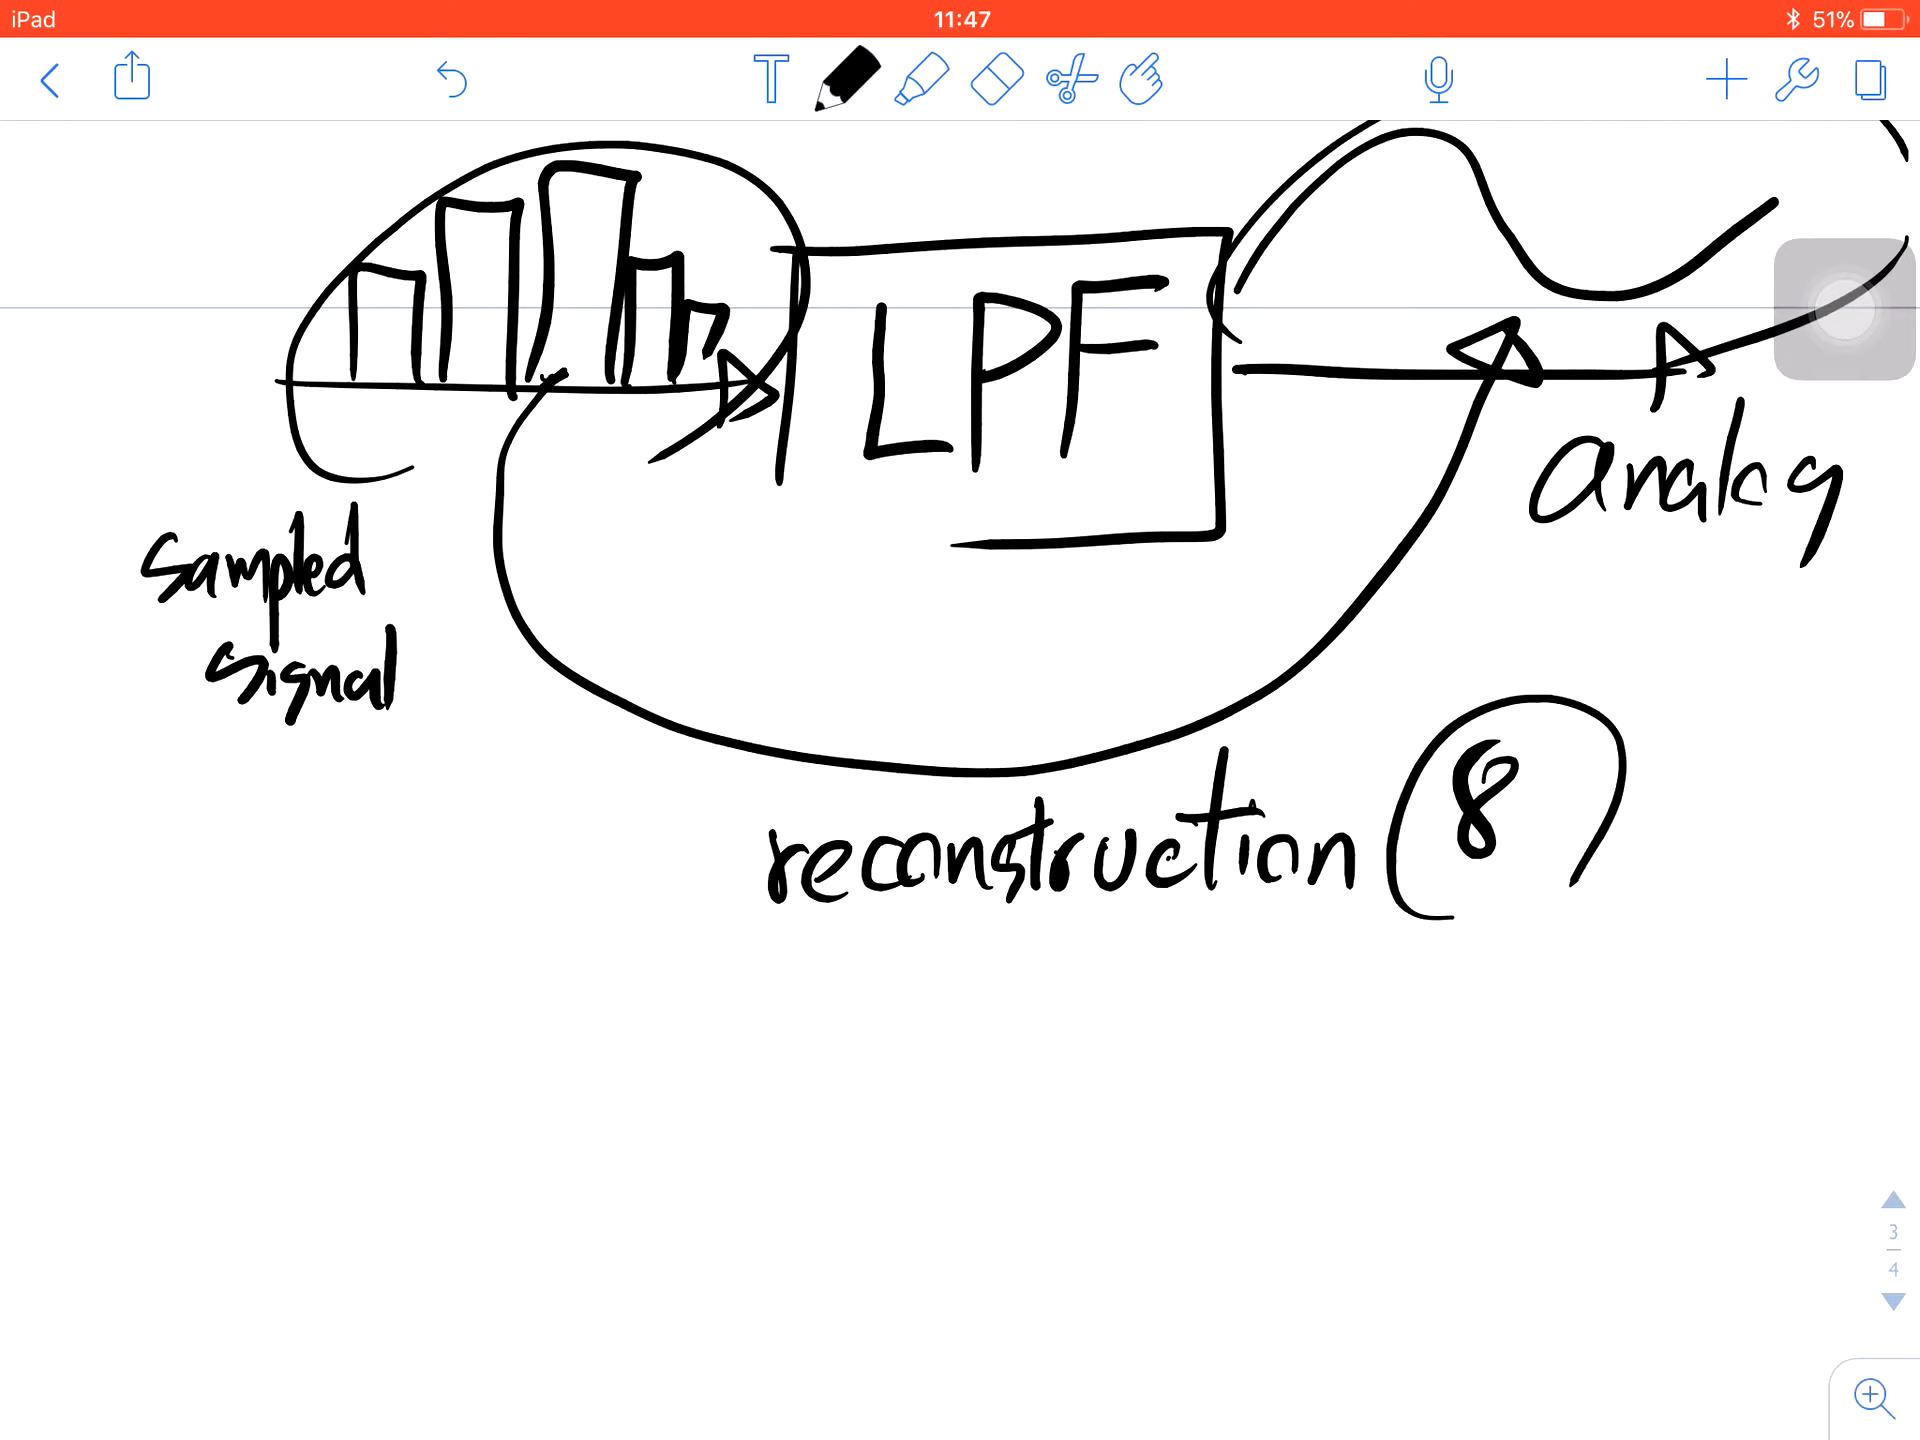 iPad 11:47 51%
T
LPF
analog
sampled
signal
reconstruction 8
3
4